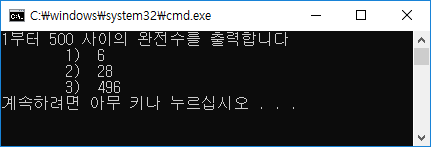 C:₩windows₩system32₩cmd.exe
1부터 500 사이의 완전수를 출력합니다
1) 6
2) 28
3) 496
계속하려면 아무 키나 누르십시오 . . .